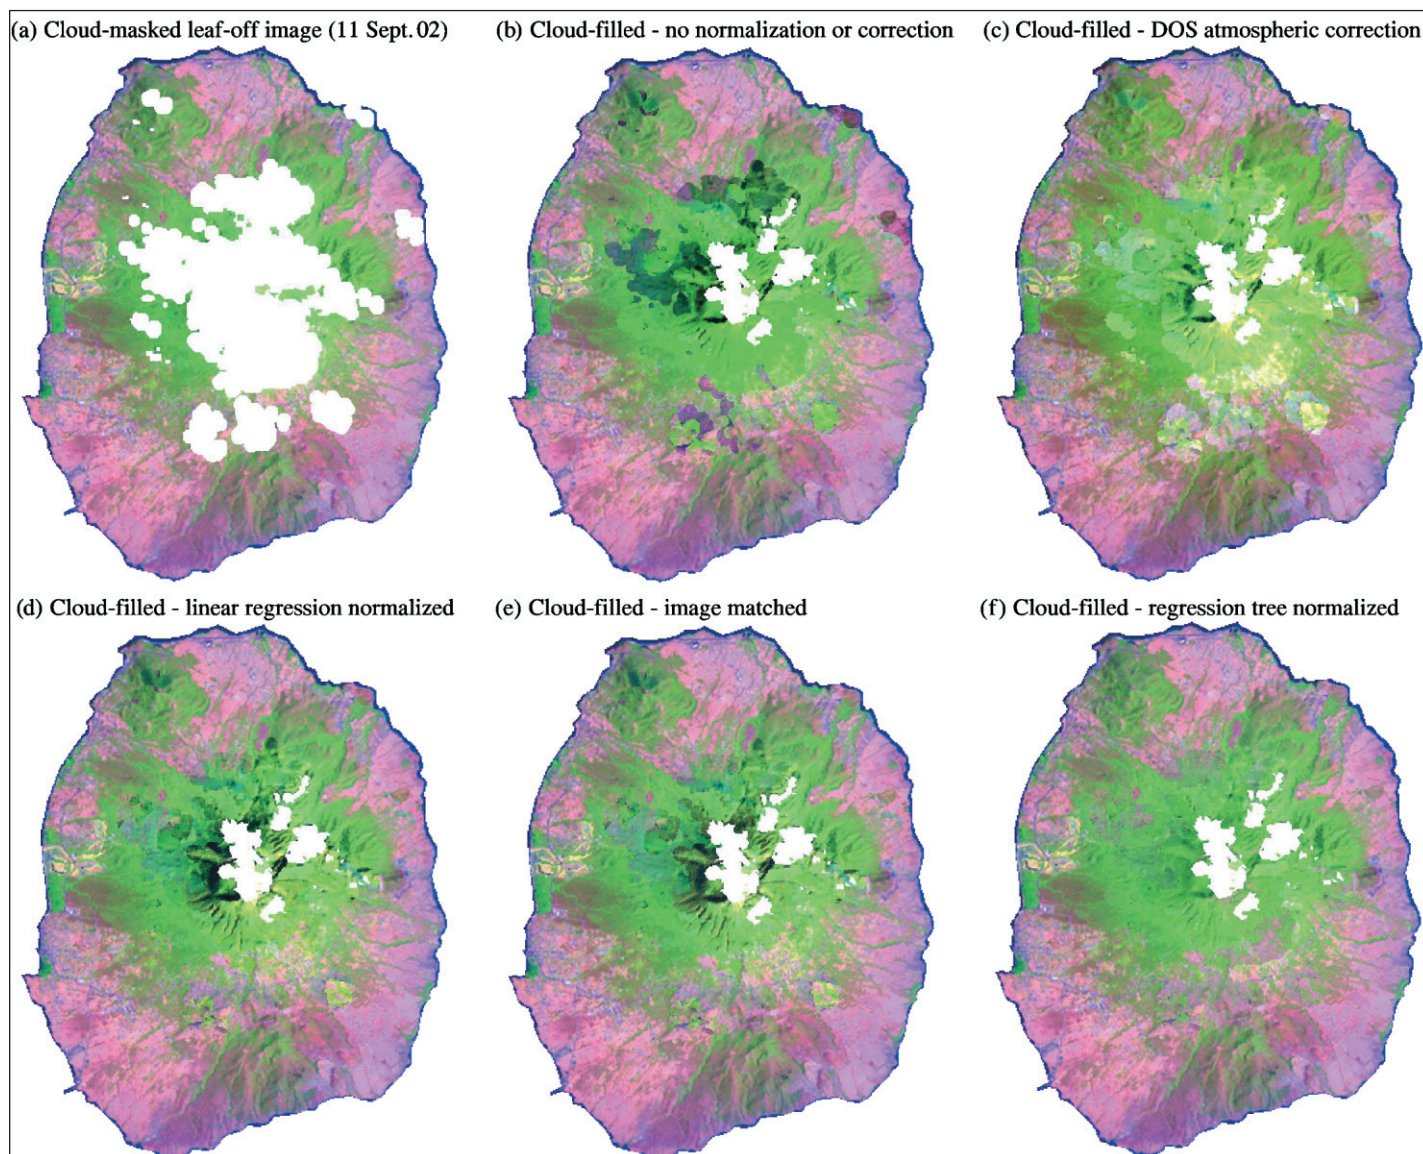 (a) Cloud-masked leaf-off image (11 Sept. 02)
(b) Cloud-filled - no normalization or correction
(c) Cloud-filled - DOS atmospheric correction
(d) Cloud-filled - linear regression normalized
(e) Cloud-filled - image matched
(f) Cloud-filled - regression tree normalized